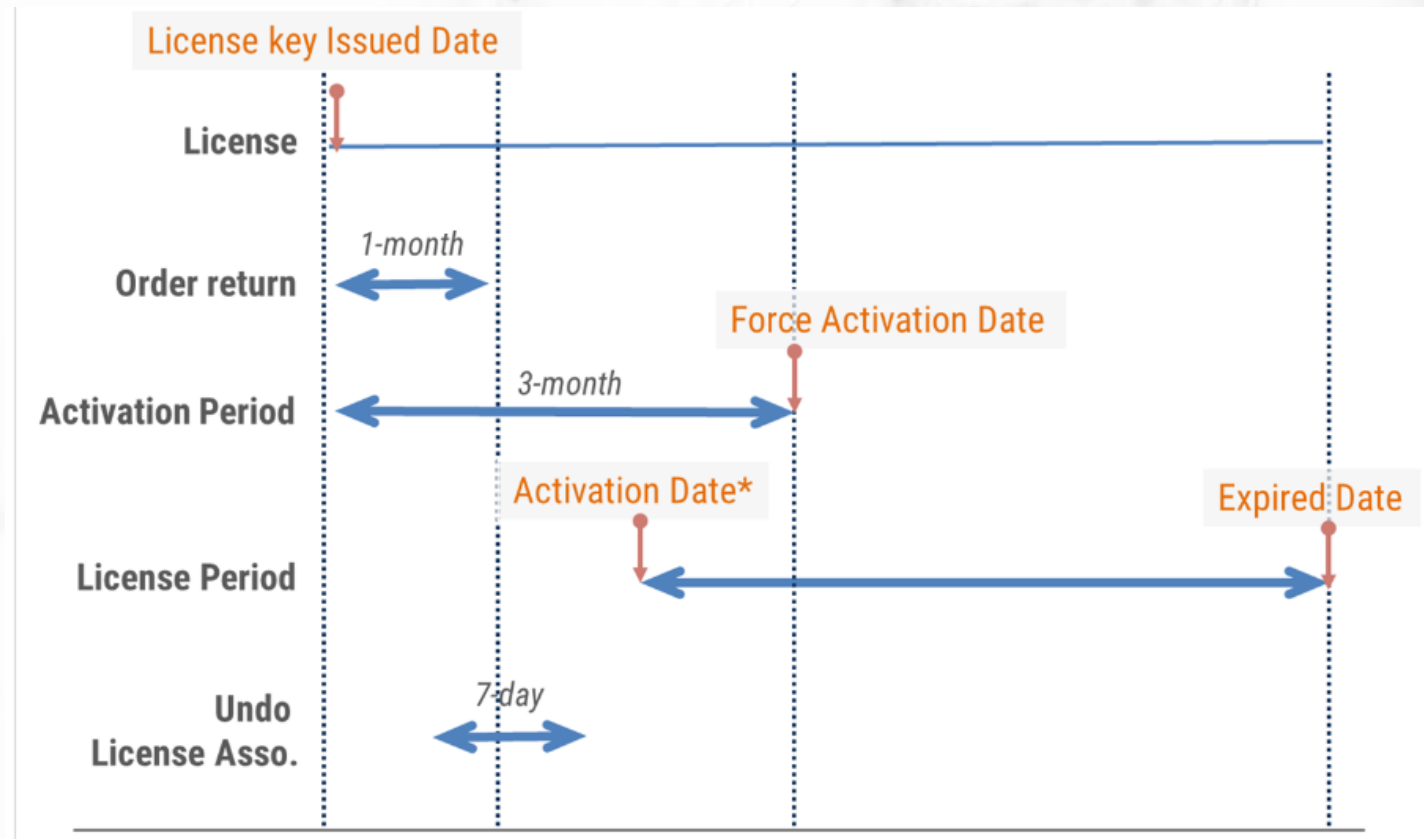 License key Issued Date
License
1-month
Order return
Force Activation Date
3-month
Activation Period
Activation Date*
Expired Date
License Period
7-day
Undo
License Asso.